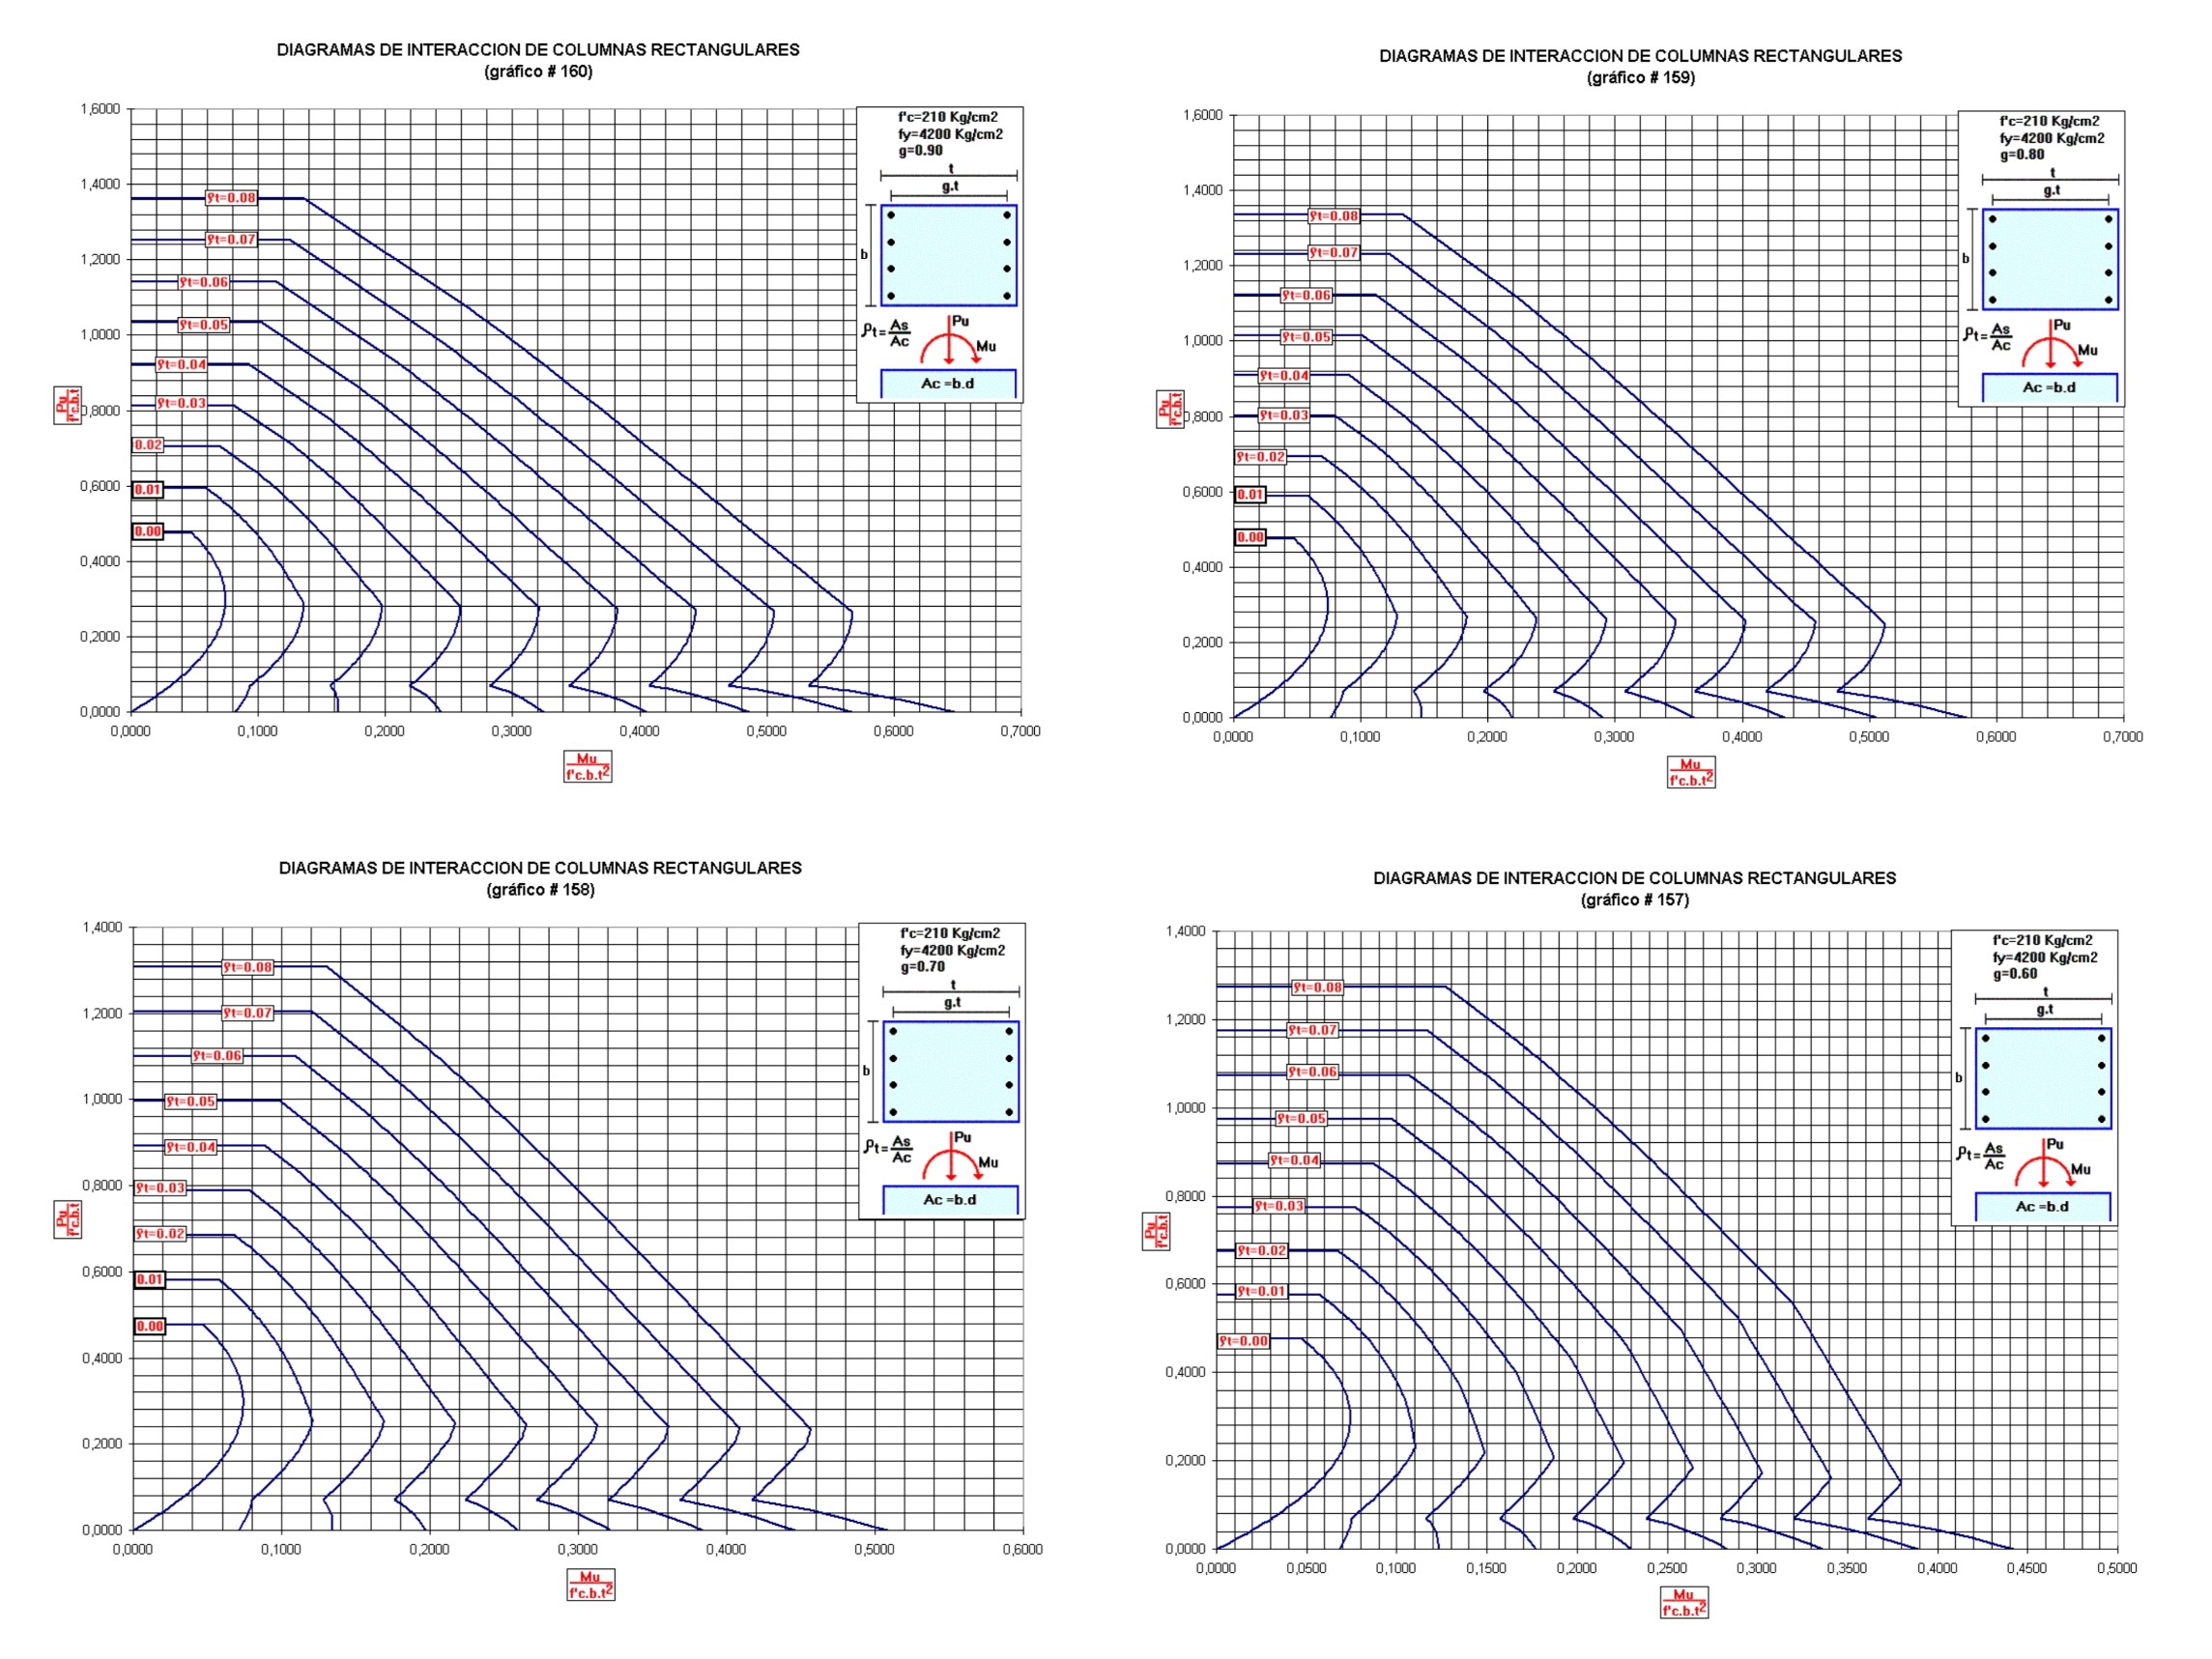 DIAGRAMAS DE INTERACCION DE COLUMNAS RECTANGULARES
(gráfico # 160)
1,6000
1,4000
1,2000
1,0000
0,8000
0,6000
0,4000
0,2000
0,0000
Pu
f'c.b.t
ρt=0.08
ρt=0.07
ρt=0.06
ρt=0.05
ρt=0.04
ρt=0.03
0.02
0.01
0.00
0,0000 0,1000 0,2000 0,3000 0,4000 0,5000 0,6000 0,7000
Mu
f'c.b.t2
f'c=210 Kg/cm2
fy=4200 Kg/cm2
g=0.90
t
g.t
b
ρt=As
Ac
Pu
Mu
Ac =b.d
DIAGRAMAS DE INTERACCION DE COLUMNAS RECTANGULARES
(gráfico # 159)
1,6000
1,4000
1,2000
1,0000
0,8000
0,6000
0,4000
0,2000
0,0000
Pu
f'c.b.t
ρt=0.08
ρt=0.07
ρt=0.06
ρt=0.05
ρt=0.04
ρt=0.03
ρt=0.02
0.01
0.00
0,0000 0,1000 0,2000 0,3000 0,4000 0,5000 0,6000 0,7000
Mu
f'c.b.t2
f'c=210 Kg/cm2
fy=4200 Kg/cm2
g=0.80
t
g.t
b
ρt=As
Ac
Pu
Mu
Ac =b.d
DIAGRAMAS DE INTERACCION DE COLUMNAS RECTANGULARES
(gráfico # 158)
1,4000
1,2000
1,0000
0,8000
0,6000
0,4000
0,2000
0,0000
Pu
f'c.b.t
ρt=0.08
ρt=0.07
ρt=0.06
ρt=0.05
ρt=0.04
ρt=0.03
ρt=0.02
0.01
0.00
0,0000 0,1000 0,2000 0,3000 0,4000 0,5000 0,6000
Mu
f'c.b.t2
f'c=210 Kg/cm2
fy=4200 Kg/cm2
g=0.70
t
g.t
b
ρt=As
Ac
Pu
Mu
Ac =b.d
DIAGRAMAS DE INTERACCION DE COLUMNAS RECTANGULARES
(gráfico # 157)
1,4000
1,2000
1,0000
0,8000
0,6000
0,4000
0,2000
0,0000
Pu
f'c.b.t
ρt=0.08
ρt=0.07
ρt=0.06
ρt=0.05
ρt=0.04
ρt=0.03
ρt=0.02
ρt=0.01
ρt=0.00
0,0000 0,0500 0,1000 0,1500 0,2000 0,2500 0,3000 0,3500 0,4000 0,4500 0,5000
Mu
f'c.b.t2
f'c=210 Kg/cm2
fy=4200 Kg/cm2
g=0.60
t
g.t
b
ρt=As
Ac
Pu
Mu
Ac =b.d